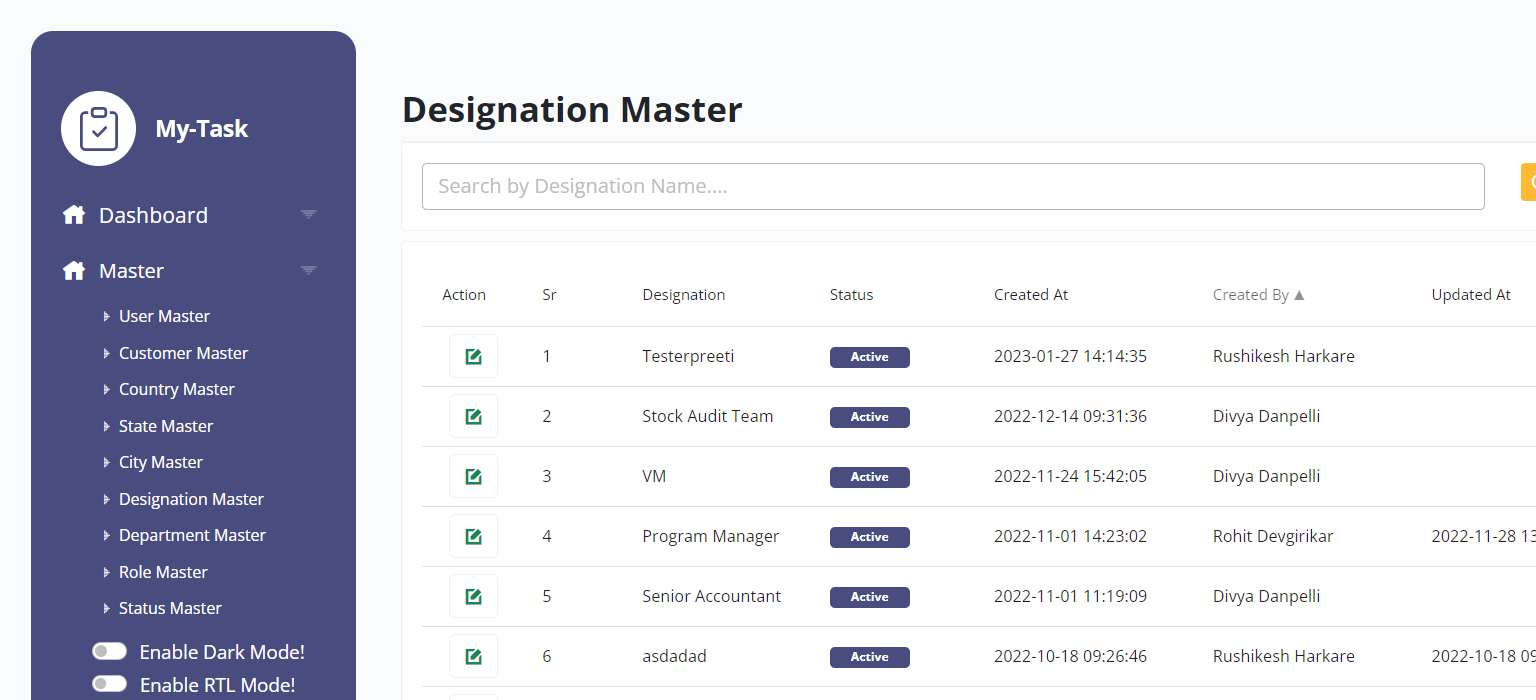 My-Task
Dashboard
Master
User Master
Customer Master
Country Master
State Master
City Master
Designation Master
Department Master
Role Master
Status Master
Enable Dark Mode!
Enable RTL Mode!
Designation Master
Search by Designation Name....
Action Sr Designation Status Created At Created By ▲ Updated At
1 Testerpreeti Active 2023-01-27 14:14:35 Rushikesh Harkare
2 Stock Audit Team Active 2022-12-14 09:31:36 Divya Danpelli
3 VM Active 2022-11-24 15:42:05 Divya Danpelli
4 Program Manager Active 2022-11-01 14:23:02 Rohit Devgirikar 2022-11-28 13
5 Senior Accountant Active 2022-11-01 11:19:09 Divya Danpelli
6 asdadad Active 2022-10-18 09:26:46 Rushikesh Harkare 2022-10-18 09